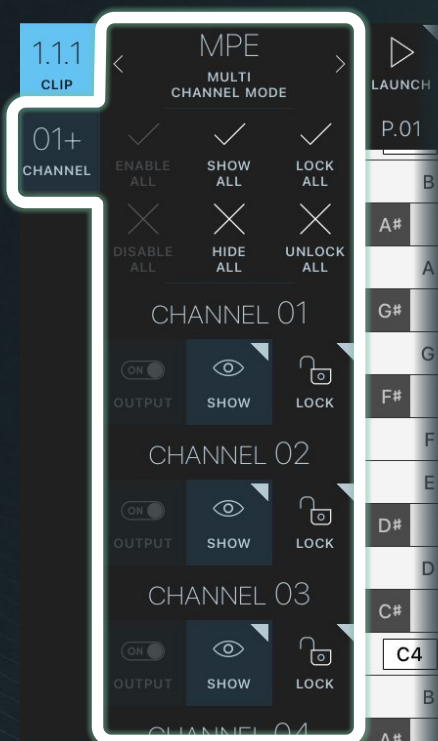 1.1.1
CLIP
01+
CHANNEL
<
MPE
>
MULTI
CHANNEL MODE
ENABLE
ALL
SHOW
ALL
LOCK
ALL
DISABLE
ALL
HIDE
ALL
UNLOCK
ALL
CHANNEL 01
ON
OUTPUT
SHOW
LOCK
CHANNEL 02
ON
OUTPUT
SHOW
LOCK
CHANNEL 03
ON
OUTPUT
SHOW
LOCK
CHANNEL 04
LAUNCH
P.01
B
A#
A
G#
G
F#
F
E
D#
D
C#
C4
B
A#